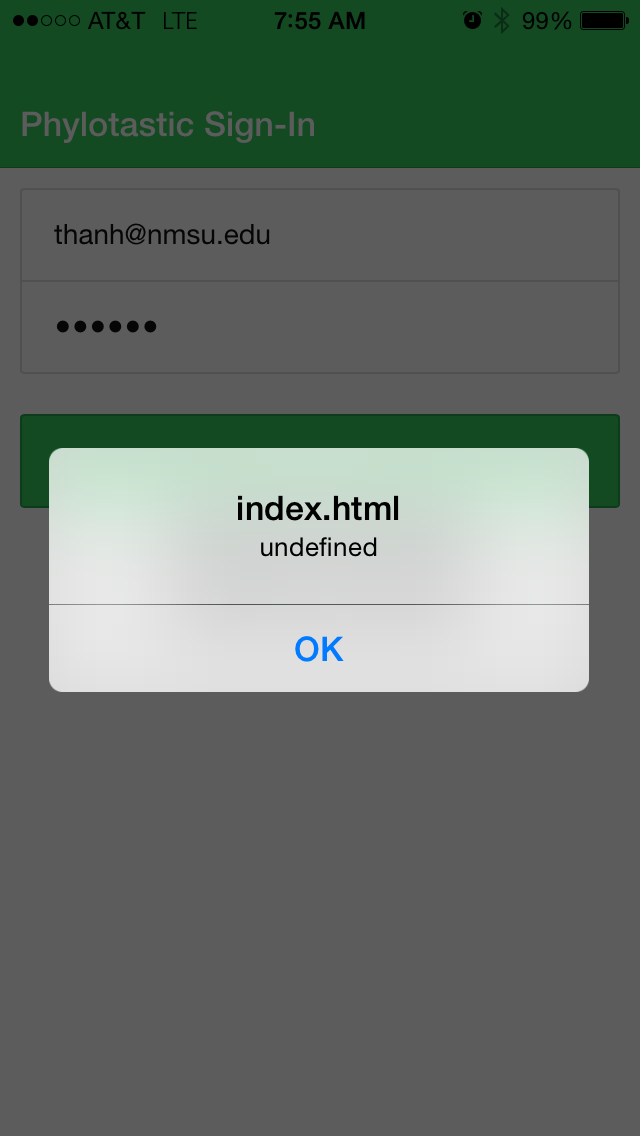 AT&T LTE 7:55 AM 99%
Phylotastic Sign-In
thanh@nmsu.edu
••••••
index.html
undefined
OK